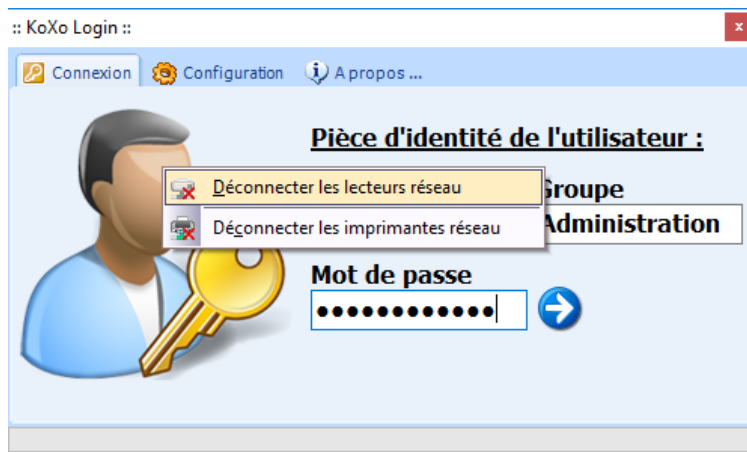 :: KoXo Login ::
Connexion Configuration A propos ...
Pièce d'identité de l'utilisateur :
Déconnecter les lecteurs réseau
Groupe
Déconnecter les imprimantes réseau
Administration
Mot de passe
●●●●●●●●●●●●